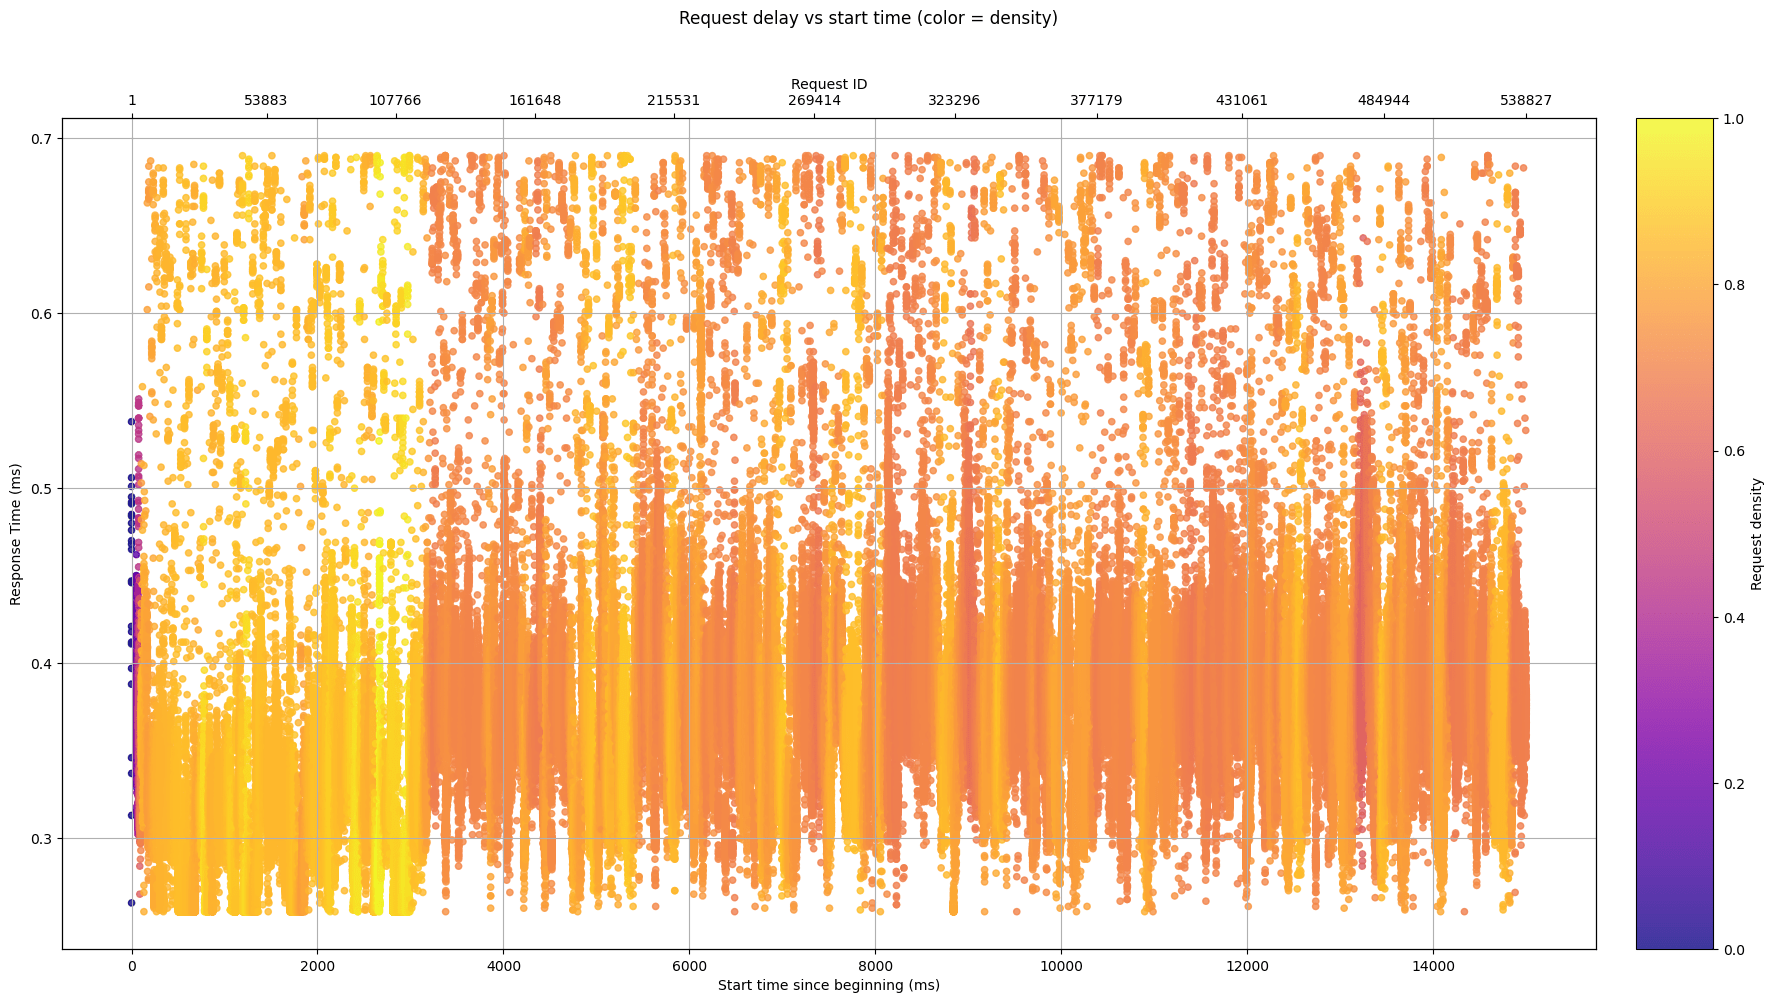 Request delay vs start time (color = density)
Request ID
1 53883 107766 161648 215531 269414 323296 377179 431061 484944 538827
0.7
0.6
0.5
0.4
0.3
Response Time (ms)
0 2000 4000 6000 8000 10000 12000 14000
Start time since beginning (ms)
1.0
0.8
0.6
0.4
0.2
0.0
Request density